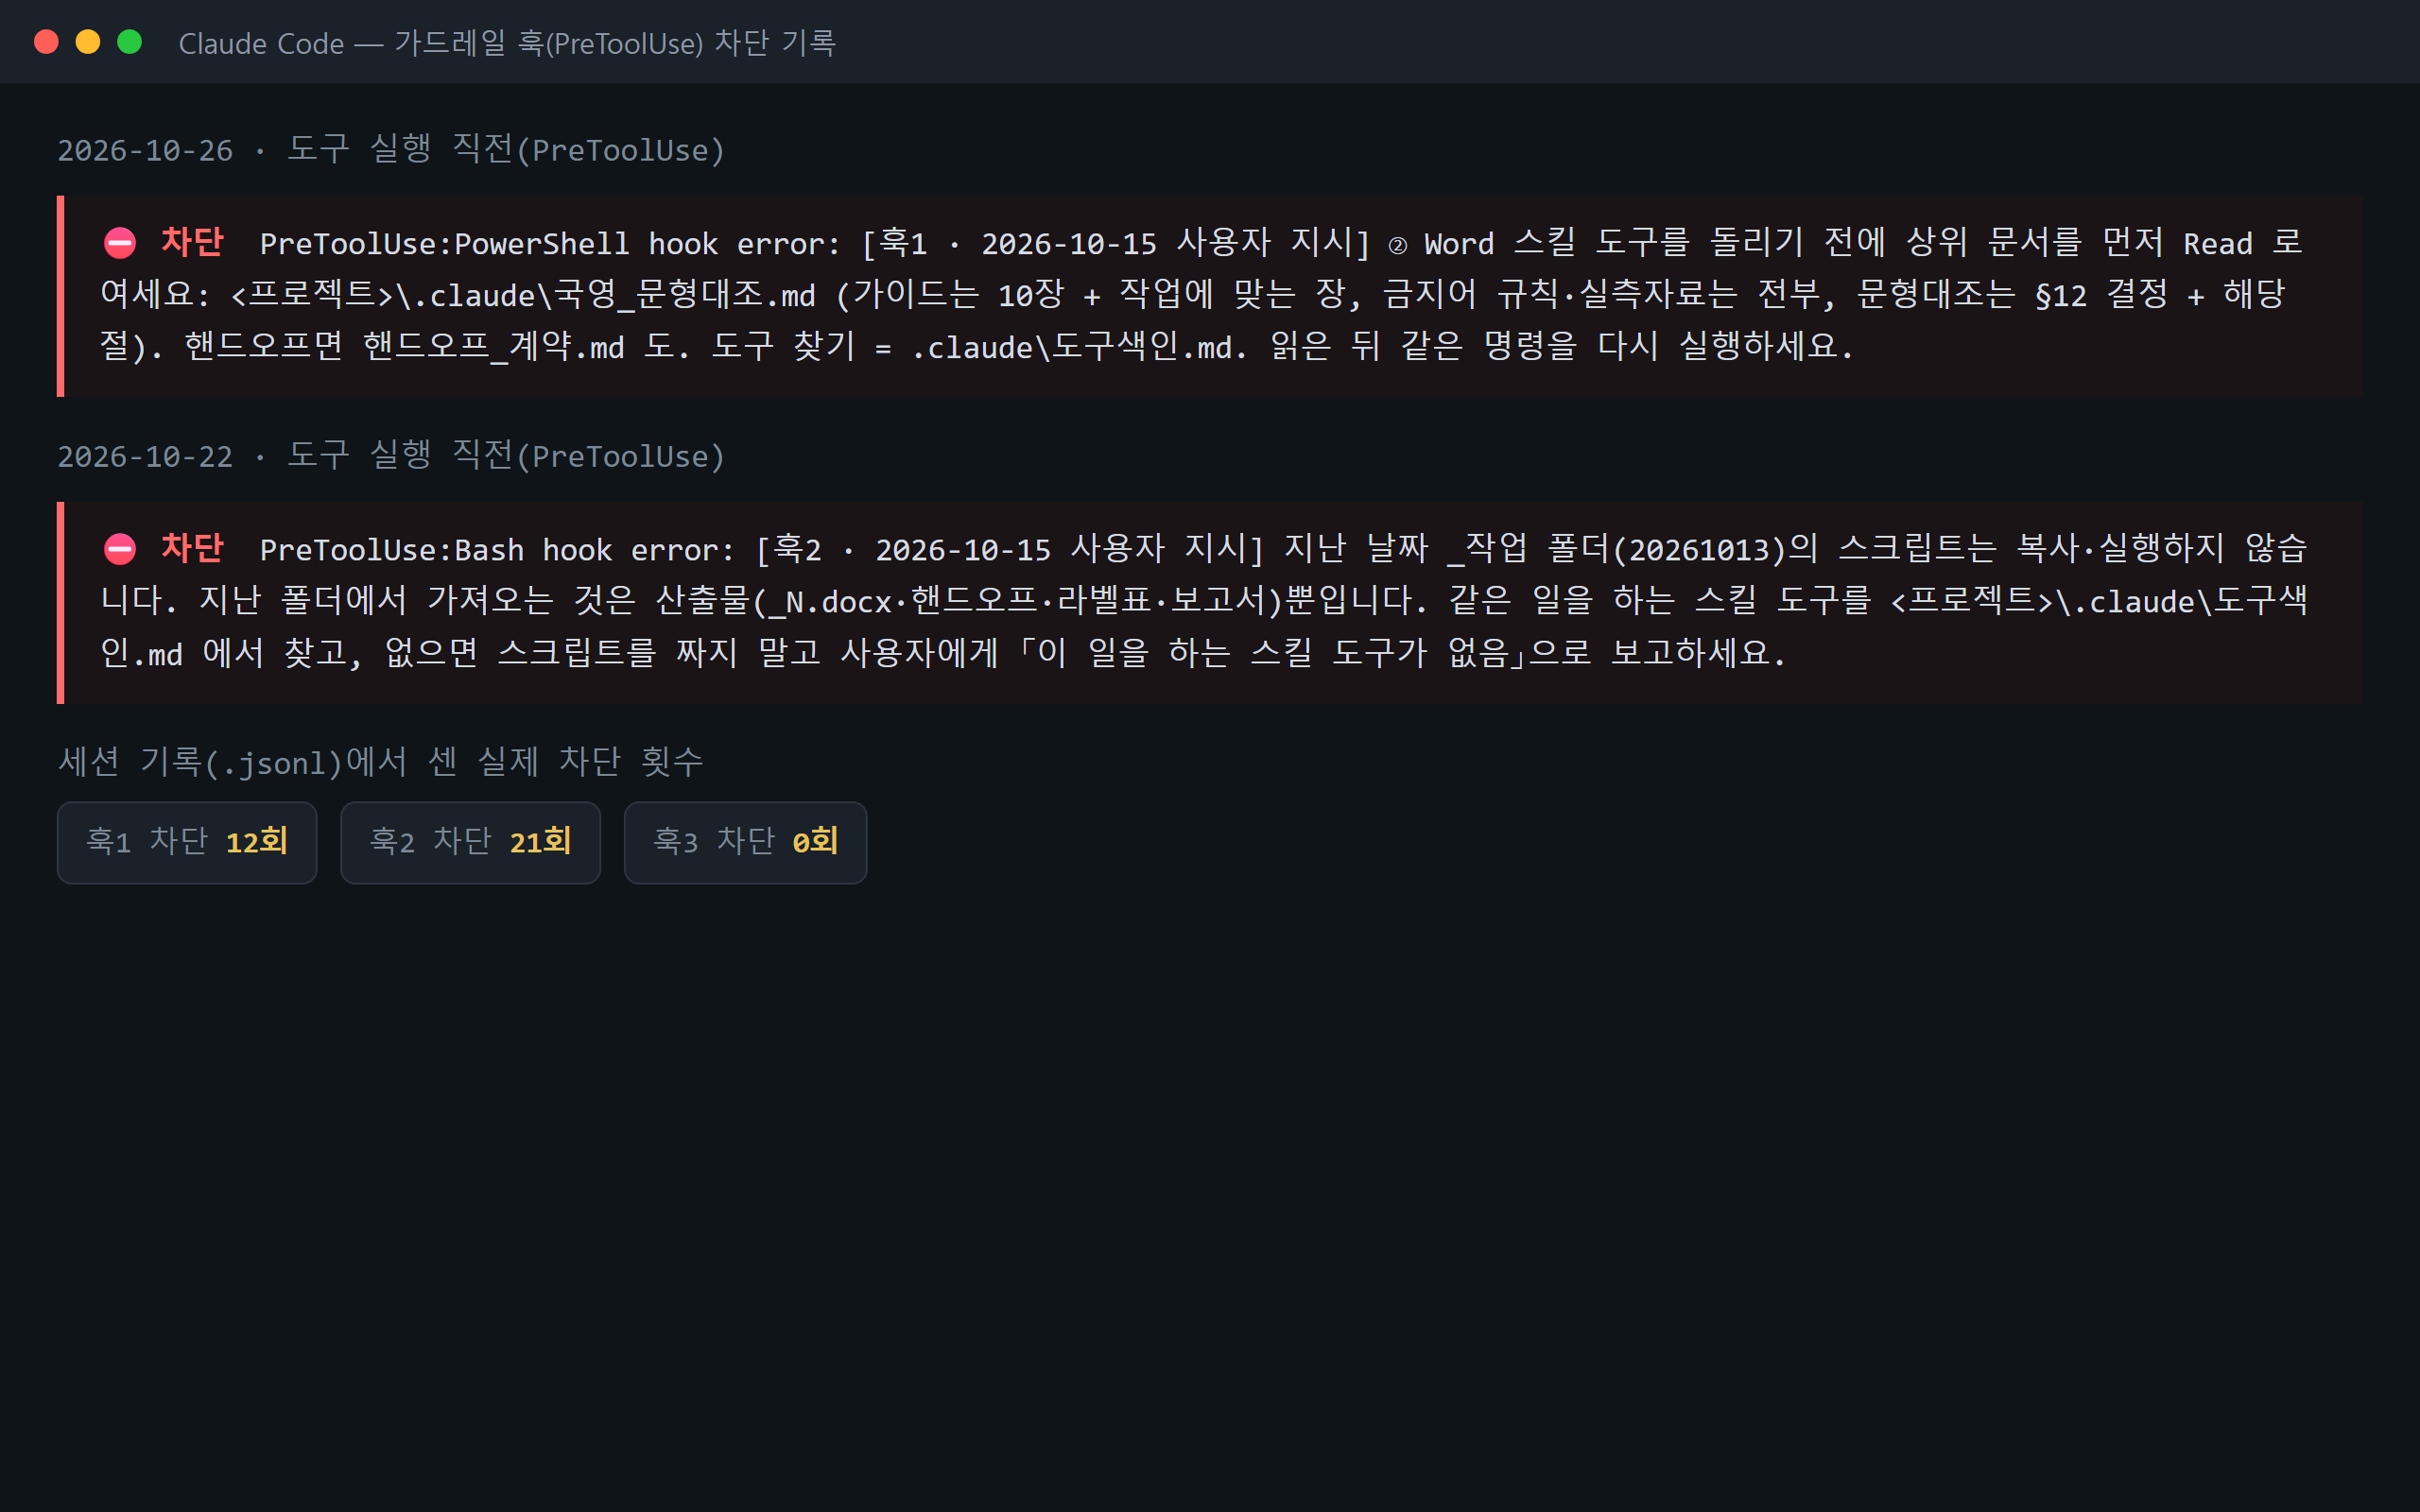 Claude Code — 가드레일 훅(PreToolUse) 차단 기록
2026-10-26 · 도구 실행 직전(PreToolUse)
⛔ 차단 PreToolUse:PowerShell hook error: [훅1 · 2026-10-15 사용자 지시] ② Word 스킬 도구를 돌리기 전에 상위 문서를 먼저 Read 로
여세요: <프로젝트>\.claude\국영_문형대조.md (가이드는 10장 + 작업에 맞는 장, 금지어 규칙·실측자료는 전부, 문형대조는 §12 결정 + 해당
절). 핸드오프면 핸드오프_계약.md 도. 도구 찾기 = .claude\도구색인.md. 읽은 뒤 같은 명령을 다시 실행하세요.
2026-10-22 · 도구 실행 직전(PreToolUse)
⛔ 차단 PreToolUse:Bash hook error: [훅2 · 2026-10-15 사용자 지시] 지난 날짜 _작업 폴더(20261013)의 스크립트는 복사·실행하지 않습
니다. 지난 폴더에서 가져오는 것은 산출물(_N.docx·핸드오프·라벨표·보고서)뿐입니다. 같은 일을 하는 스킬 도구를 <프로젝트>\.claude\도구색
인.md 에서 찾고, 없으면 스크립트를 짜지 말고 사용자에게 「이 일을 하는 스킬 도구가 없음」으로 보고하세요.
세션 기록(.jsonl)에서 센 실제 차단 횟수
훅1 차단 12회 훅2 차단 21회 훅3 차단 0회